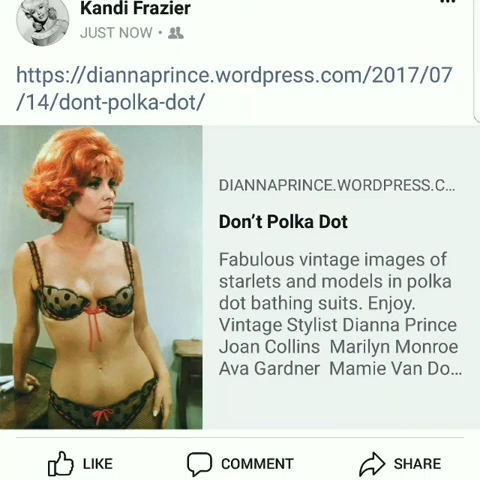 Kandi Frazier
JUST NOW •
https://diannaprince.wordpress.com/2017/07
/14/dont-polka-dot/
DIANNAPRINCE.WORDPRESS.C...
Don't Polka Dot
Fabulous vintage images of
starlets and models in polka
dot bathing suits. Enjoy.
Vintage Stylist Dianna Prince
Joan Collins Marilyn Monroe
Ava Gardner Mamie Van Do...
LIKE
COMMENT
SHARE